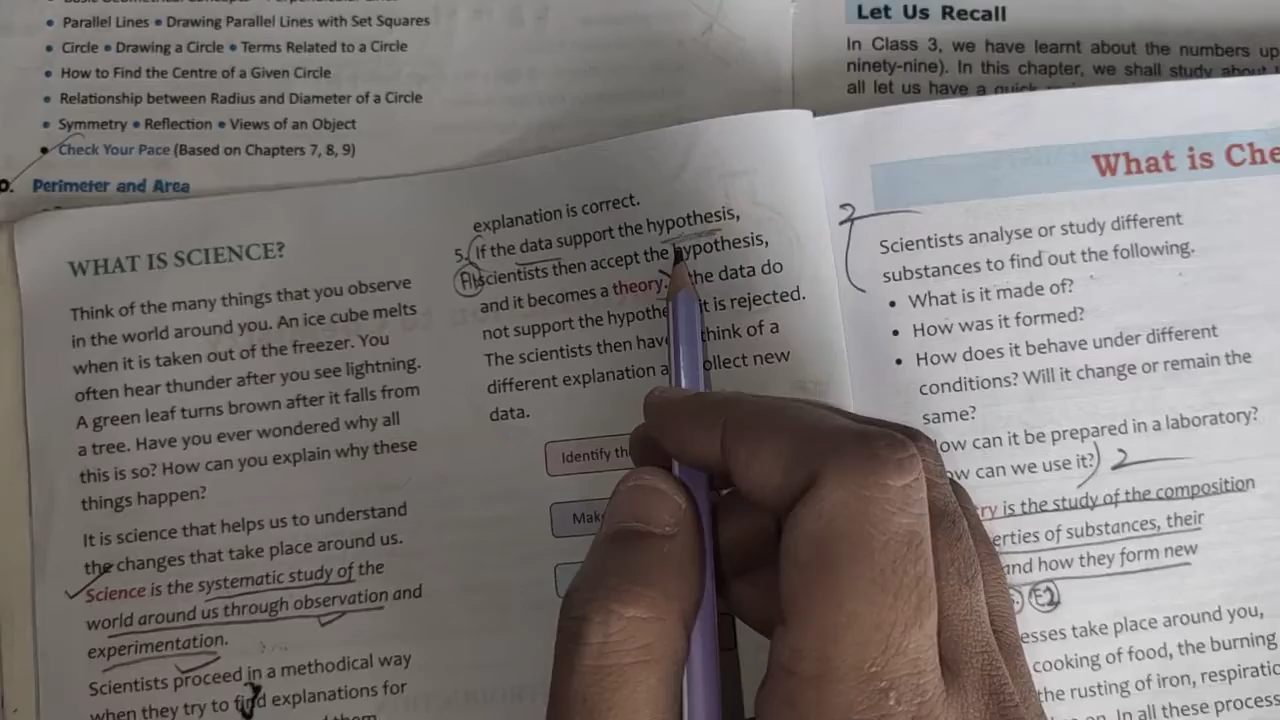 • Parallel Lines • Drawing Parallel Lines with Set Squares
• Circle • Drawing a Circle • Terms Related to a Circle
• How to Find the Centre of a Given Circle
• Relationship between Radius and Diameter of a Circle
• Symmetry • Reflection • Views of an Object
• Check Your Pace (Based on Chapters 7, 8, 9)
Perimeter and Area
Let Us Recall
In Class 3, we have learnt about the numbers up
ninety-nine). In this chapter, we shall study about
all let us have a quick
WHAT IS SCIENCE?
Think of the many things that you observe
in the world around you. An ice cube melts
when it is taken out of the freezer. You
often hear thunder after you see lightning.
A green leaf turns brown after it falls from
a tree. Have you ever wondered why all
this is so? How can you explain why these
things happen?
It is science that helps us to understand
the changes that take place around us.
Science is the systematic study of the
world around us through observation and
experimentation.
Scientists proceed in a methodical way
when they try to find explanations for
explanation is correct.
5. If the data support the hypothesis,
scientists then accept the hypothesis,
and it becomes a theory. the data do
not support the it is rejected.
The scientists then think of a
different explanation new
data.
Identify
What is
Scientists analyse or study different
substances to find out the following.
• What is it made of?
• How was it formed?
• How does it behave under different
conditions? Will it change or remain the
same?
can it be prepared in a laboratory?
can we use it? 2
is the study of the composition
of substances, their
and how they form new
E2
take place around you,
cooking of food, the burning
the rusting of iron,
In all these